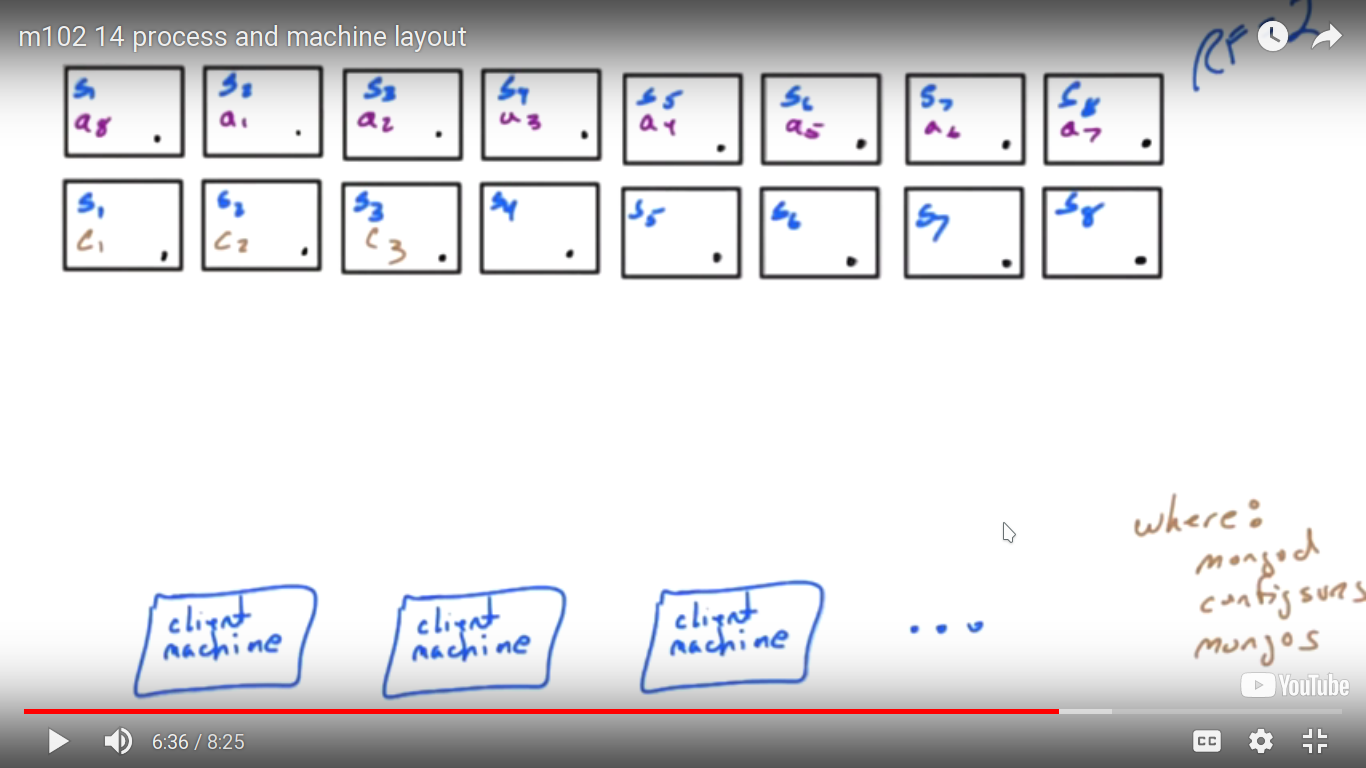 m102 14 process and machine layout
RF=2
s1 s2 s3 s4 s5 s6 s7 s8
a8 a1 a2 a3 a4 a5 a6 a7
s1 s2 s3 s4 s5 s6 s7 s8
c1 c2 c3
where:
mongod
mongos
client client client
machine machine machine
YouTube
6:36 / 8:25
CC